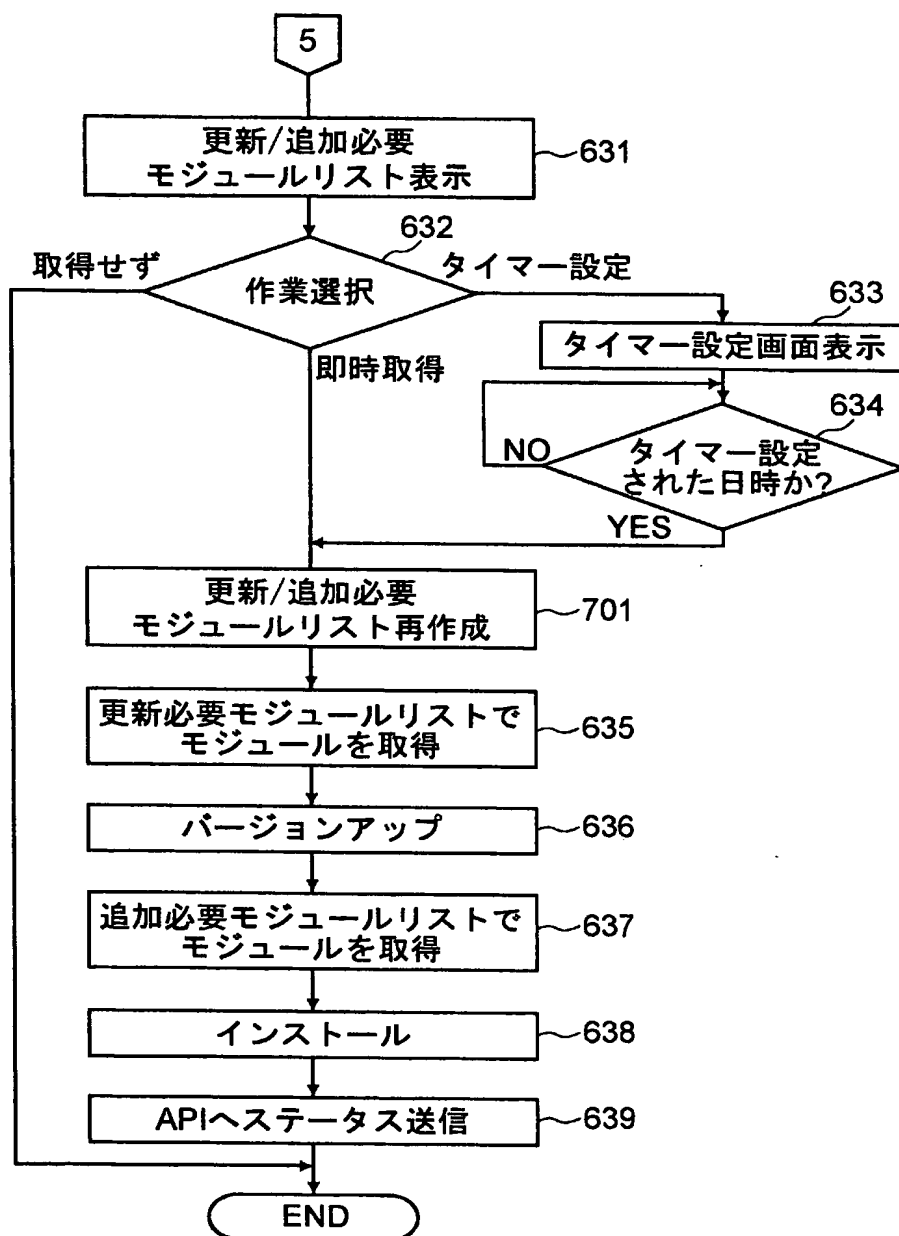 5
更新/追加必要
モジュールリスト表示
631
632
取得せず
作業選択
タイマー設定
633
タイマー設定画面表示
即時取得
634
NO
タイマー設定
された日時か?
YES
更新/追加必要
モジュールリスト再作成
701
更新必要モジュールリストで
モジュールを取得
635
バージョンアップ
636
追加必要モジュールリストで
モジュールを取得
637
インストール
638
APIへステータス送信
639
END